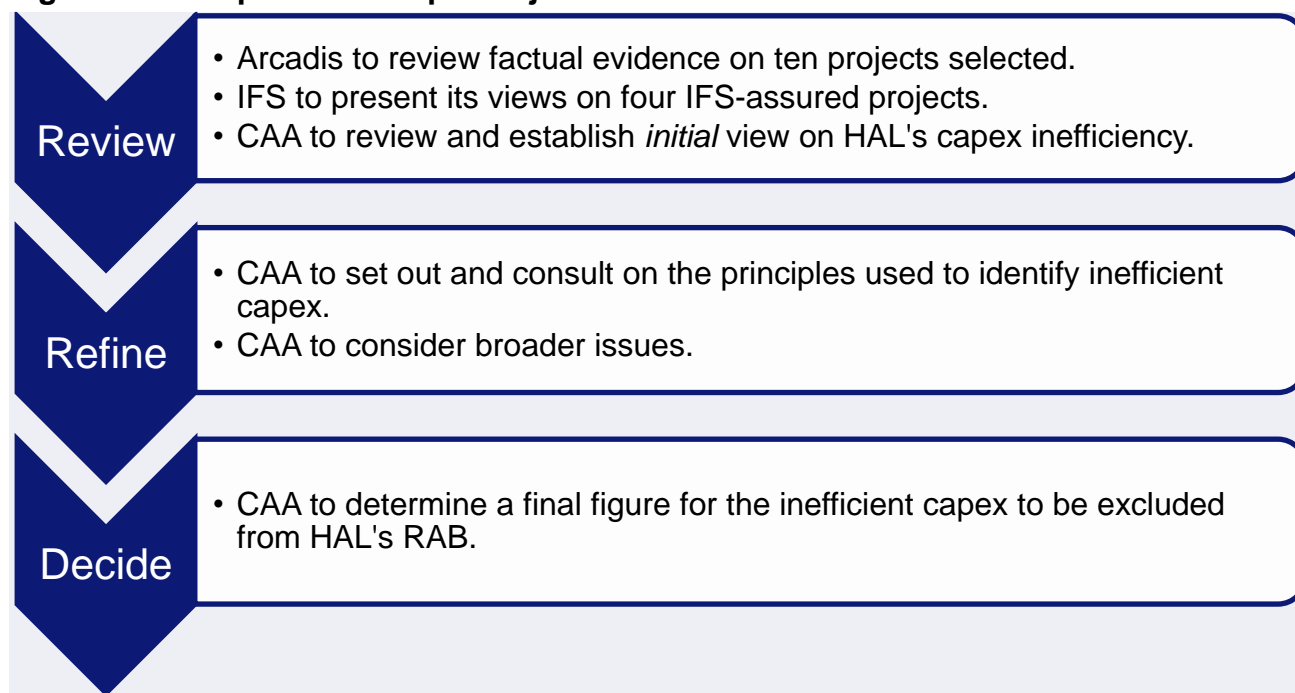 Review
• Arcadis to review factual evidence on ten projects selected.
• IFS to present its views on four IFS-assured projects.
• CAA to review and establish initial view on HAL's capex inefficiency.
Refine
• CAA to set out and consult on the principles used to identify inefficient
capex.
• CAA to consider broader issues.
Decide
• CAA to determine a final figure for the inefficient capex to be excluded
from HAL's RAB.